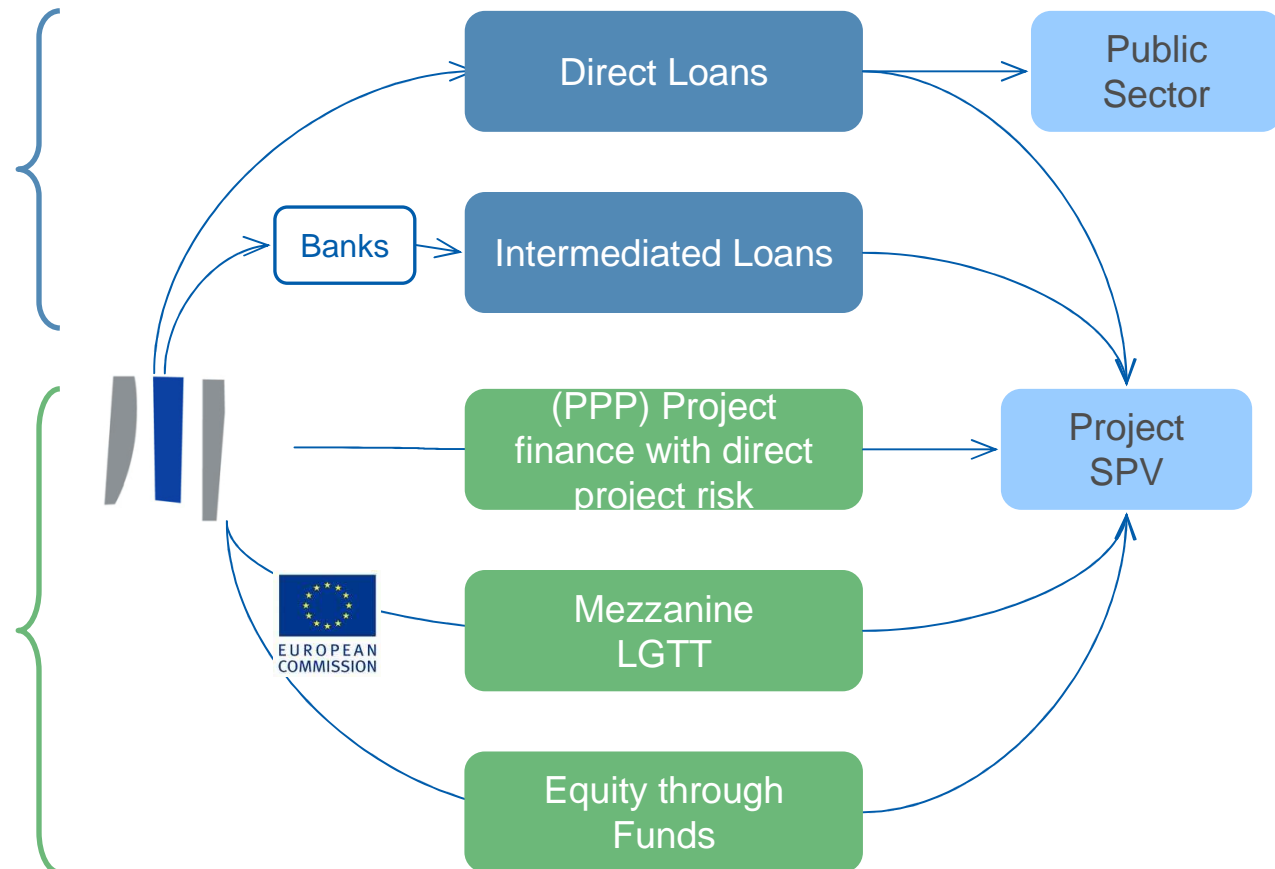 Direct Loans
Public
Sector
Banks
Intermediated Loans
(PPP) Project
finance with direct
project risk
Project
SPV
EUROPEAN
COMMISSION
Mezzanine
LGTT
Equity through
Funds